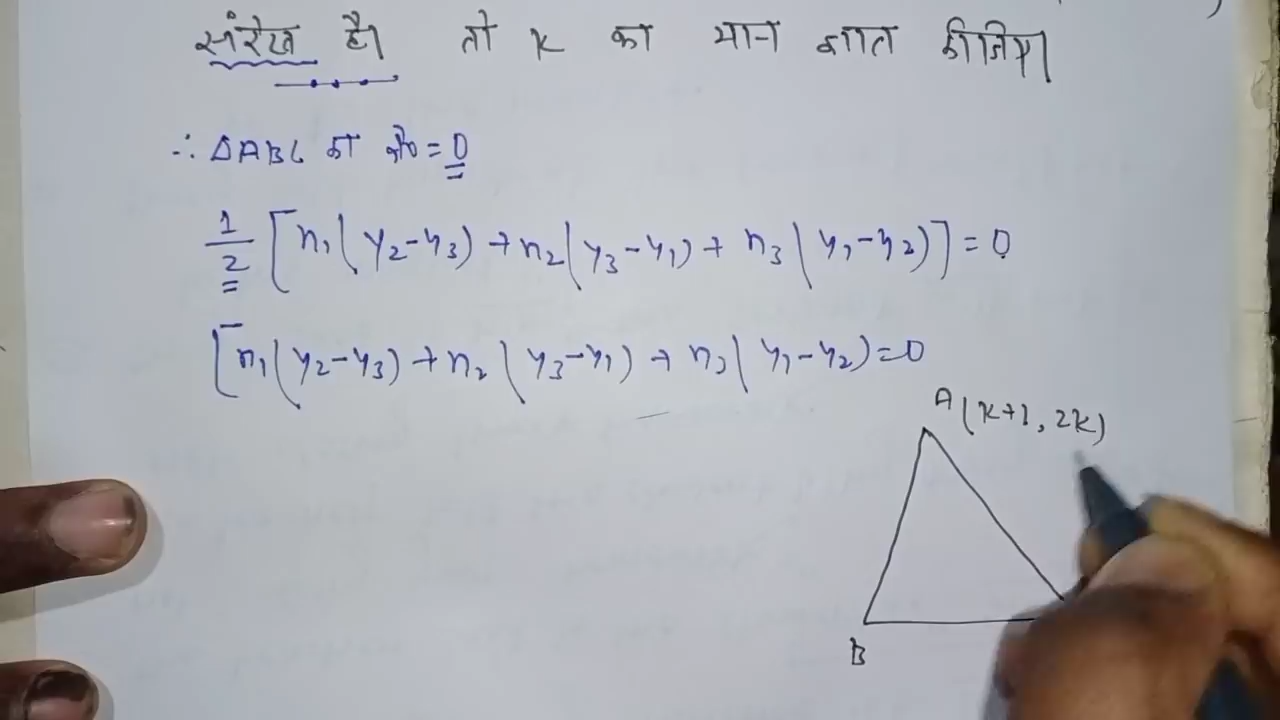 संरेख है। तो K का मान ज्ञात कीजिए।
∴ ΔABC का क्षे० = 0
1/2 [x₁(y₂-y₃) + x₂(y₃-y₁) + x₃(y₁-y₂)] = 0
[x₁(y₂-y₃) + x₂(y₃-y₁) + x₃(y₁-y₂) = 0
A(K+1, 2K)
B